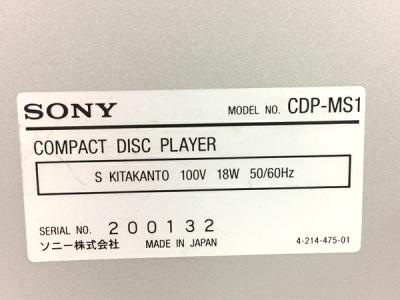 SONY MODEL NO. CDP-MS1
COMPACT DISC PLAYER
S KITAKANTO 100V 18W 50/60Hz
SERIAL NO. 200132
ソニー株式会社 MADE IN JAPAN 4-214-475-01